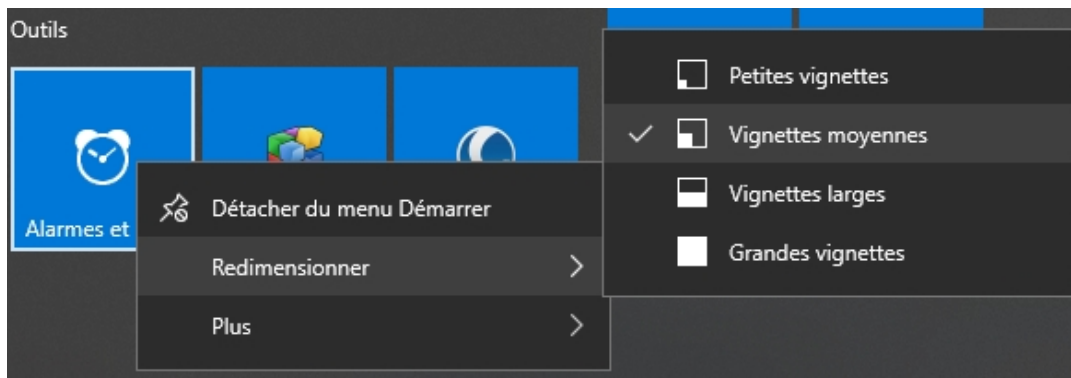 Outils
Alarmes et
Détacher du menu Démarrer
Redimensionner
Plus
Petites vignettes
Vignettes moyennes
Vignettes larges
Grandes vignettes